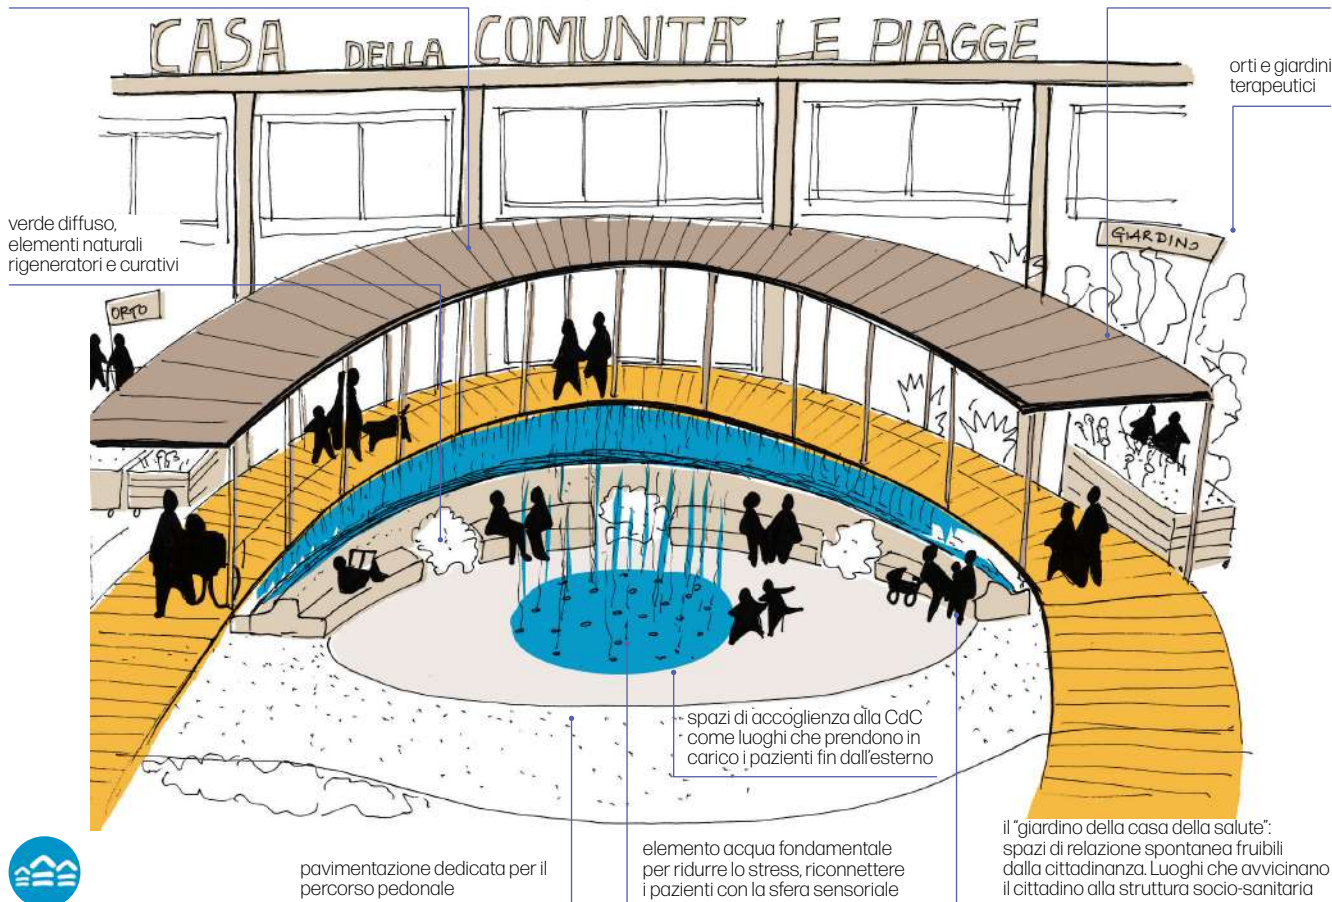 CASA DELLA COMUNITÀ LE PIAGGE
orti e giardini
terapeutici
verde diffuso,
elementi naturali
rigeneratori e curativi
GIARDINO
ORTO
spazi di accoglienza alla CdC
come luoghi che prendono in
carico i pazienti fin dall'esterno
pavimentazione dedicata per il
percorso pedonale
elemento acqua fondamentale
per ridurre lo stress, riconnettere
i pazienti con la sfera sensoriale
il "giardino della casa della salute":
spazi di relazione spontanea fruibili
dalla cittadinanza. Luoghi che avvicinano
il cittadino alla struttura socio-sanitaria